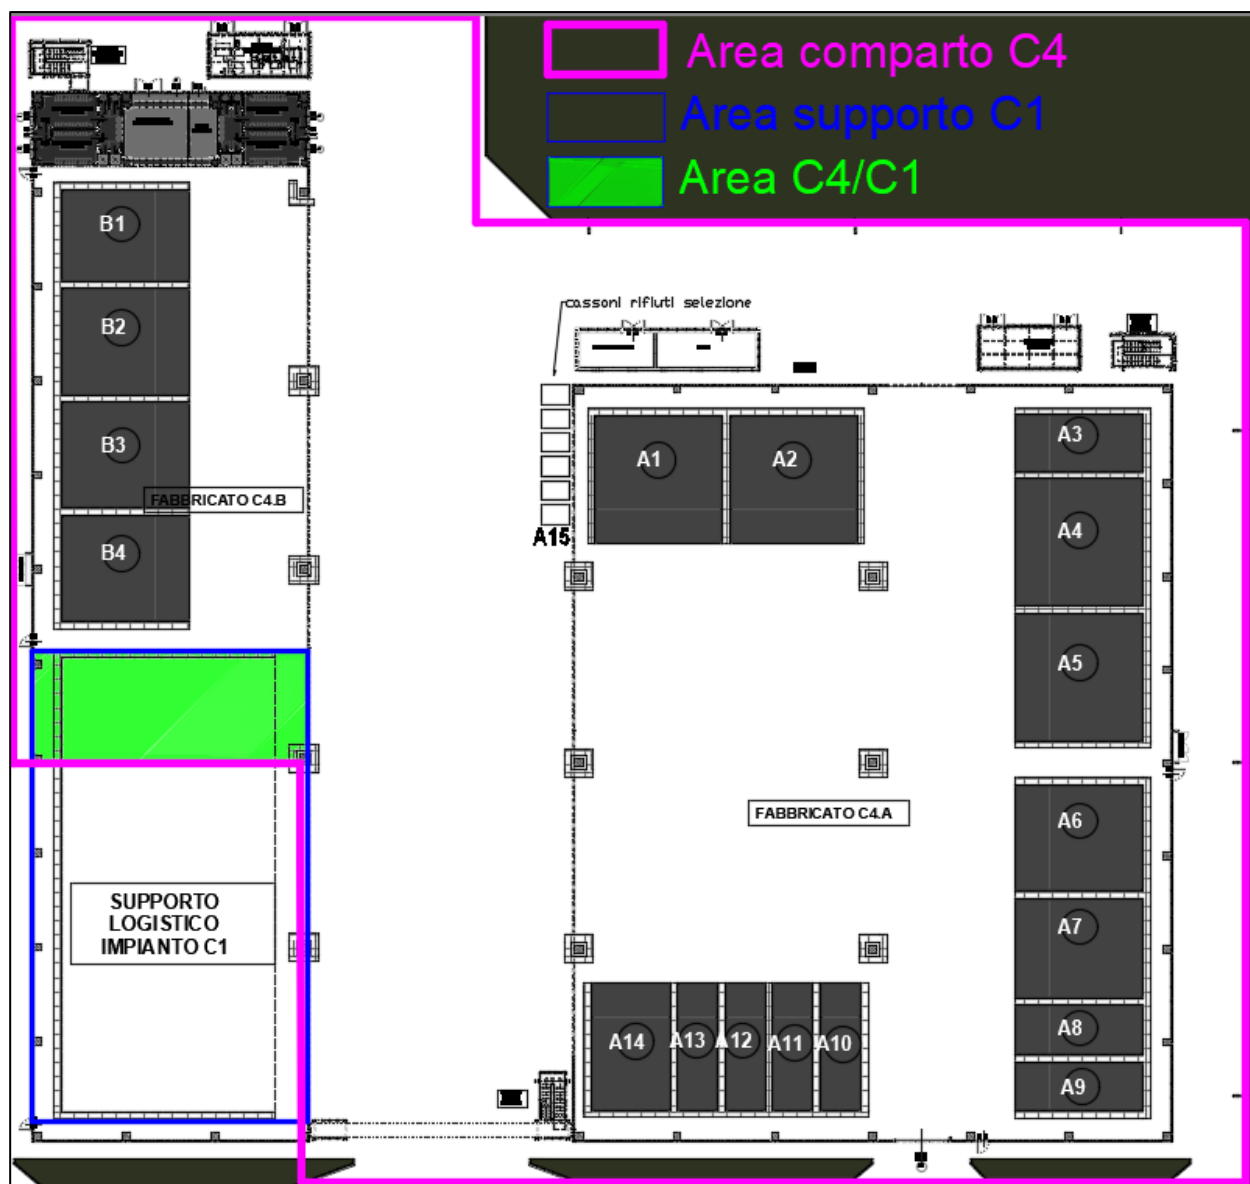 Area comparto C4
Area supporto C1
Area C4/C1
B1
B2
B3
FABBRICATO C4.B
B4
cassoni rifiuti selezione
A15
A1
A2
A3
A4
A5
FABBRICATO C4.A
A6
A7
A8
A9
SUPPORTO
LOGISTICO
IMPIANTO C1
A14
A13
A12
A11
A10